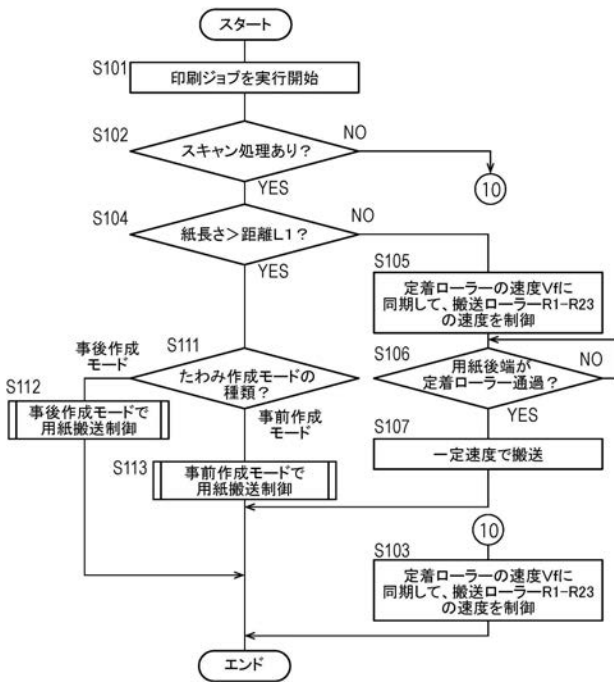 スタート
S101
印刷ジョブを実行開始
S102
スキャン処理あり？
NO
YES
10
S104
紙長さ＞距離L1？
NO
YES
S105
定着ローラーの速度Vfに
同期して、搬送ローラーR1-R23
の速度を制御
S106
用紙後端が
定着ローラー通過？
NO
YES
S107
一定速度で搬送
S111
たわみ作成モードの
種類？
事後作成
モード
事前作成
モード
S112
事後作成モードで
用紙搬送制御
S113
事前作成モードで
用紙搬送制御
10
S103
定着ローラーの速度Vfに
同期して、搬送ローラーR1-R23
の速度を制御
エンド